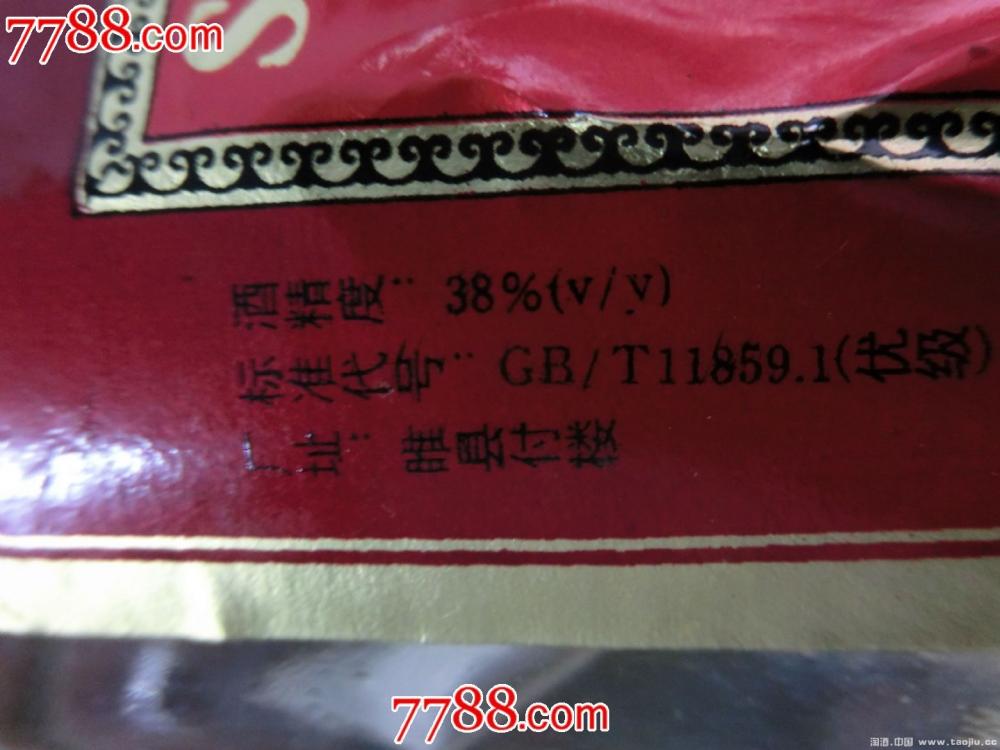 7788.com
S
酒精度: 38%(v/v)
标准代号: GB/T11859.1(优级)
厂址: 睢县付楼
7788.com
淘酒.中国 www.taojiu.cc